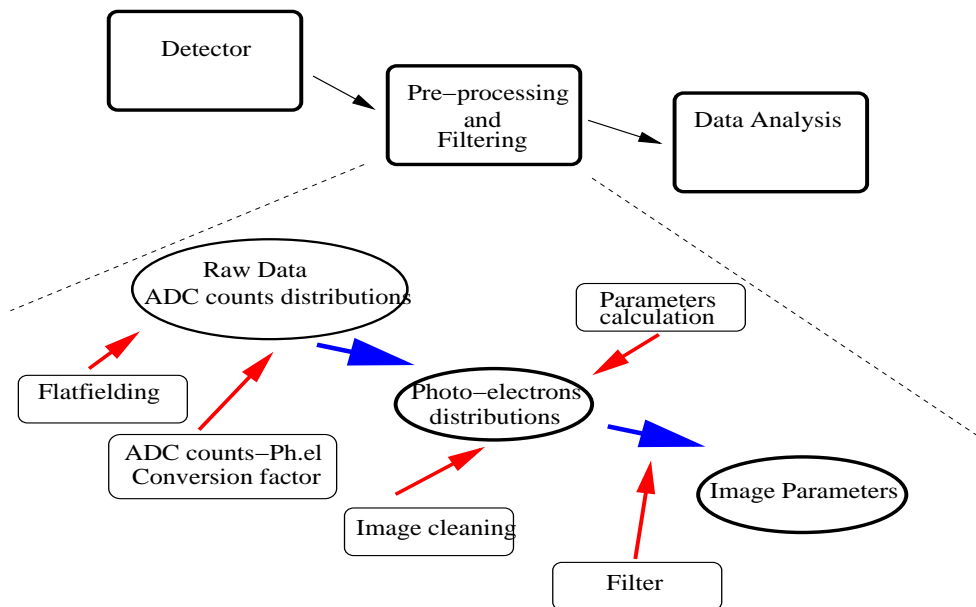 Detector
Pre−processing
and
Filtering
Data Analysis
Raw Data
ADC counts distributions
Parameters
calculation
Flatfielding
Photo−electrons
distributions
ADC counts−Ph.el
Conversion factor
Image Parameters
Image cleaning
Filter